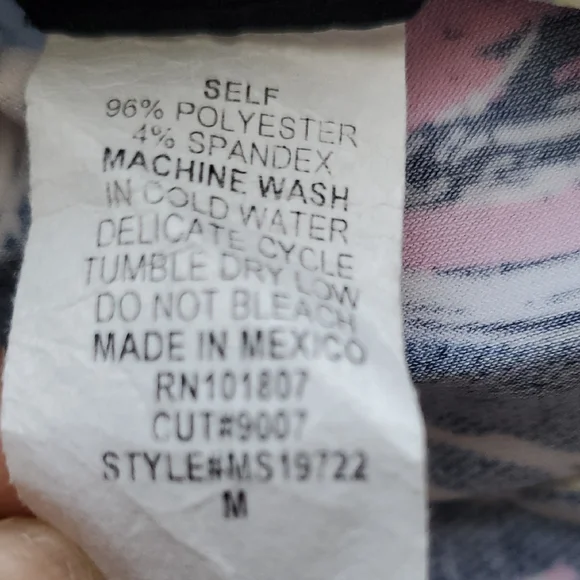 SELF
96% POLYESTER
4% SPANDEX
MACHINE WASH
IN COLD WATER
DELICATE CYCLE
TUMBLE DRY LOW
DO NOT BLEACH
MADE IN MEXICO
RN101807
CUT#9007
STYLE#MS19722
M